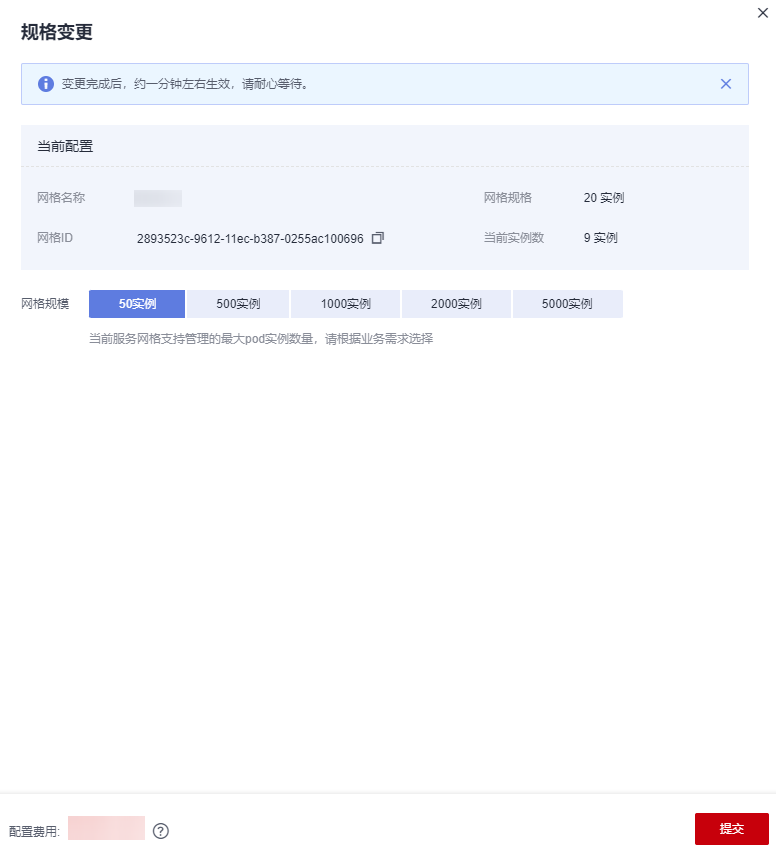 规格变更
变更完成后，约一分钟左右生效，请耐心等待。
当前配置
网格名称
网格规格 20 实例
网格ID 2893523c-9612-11ec-b387-0255ac100696
当前实例数 9 实例
网格规模 50实例 500实例 1000实例 2000实例 5000实例
当前服务网格支持管理的最大pod实例数量，请根据业务需求选择
配置费用:
提交